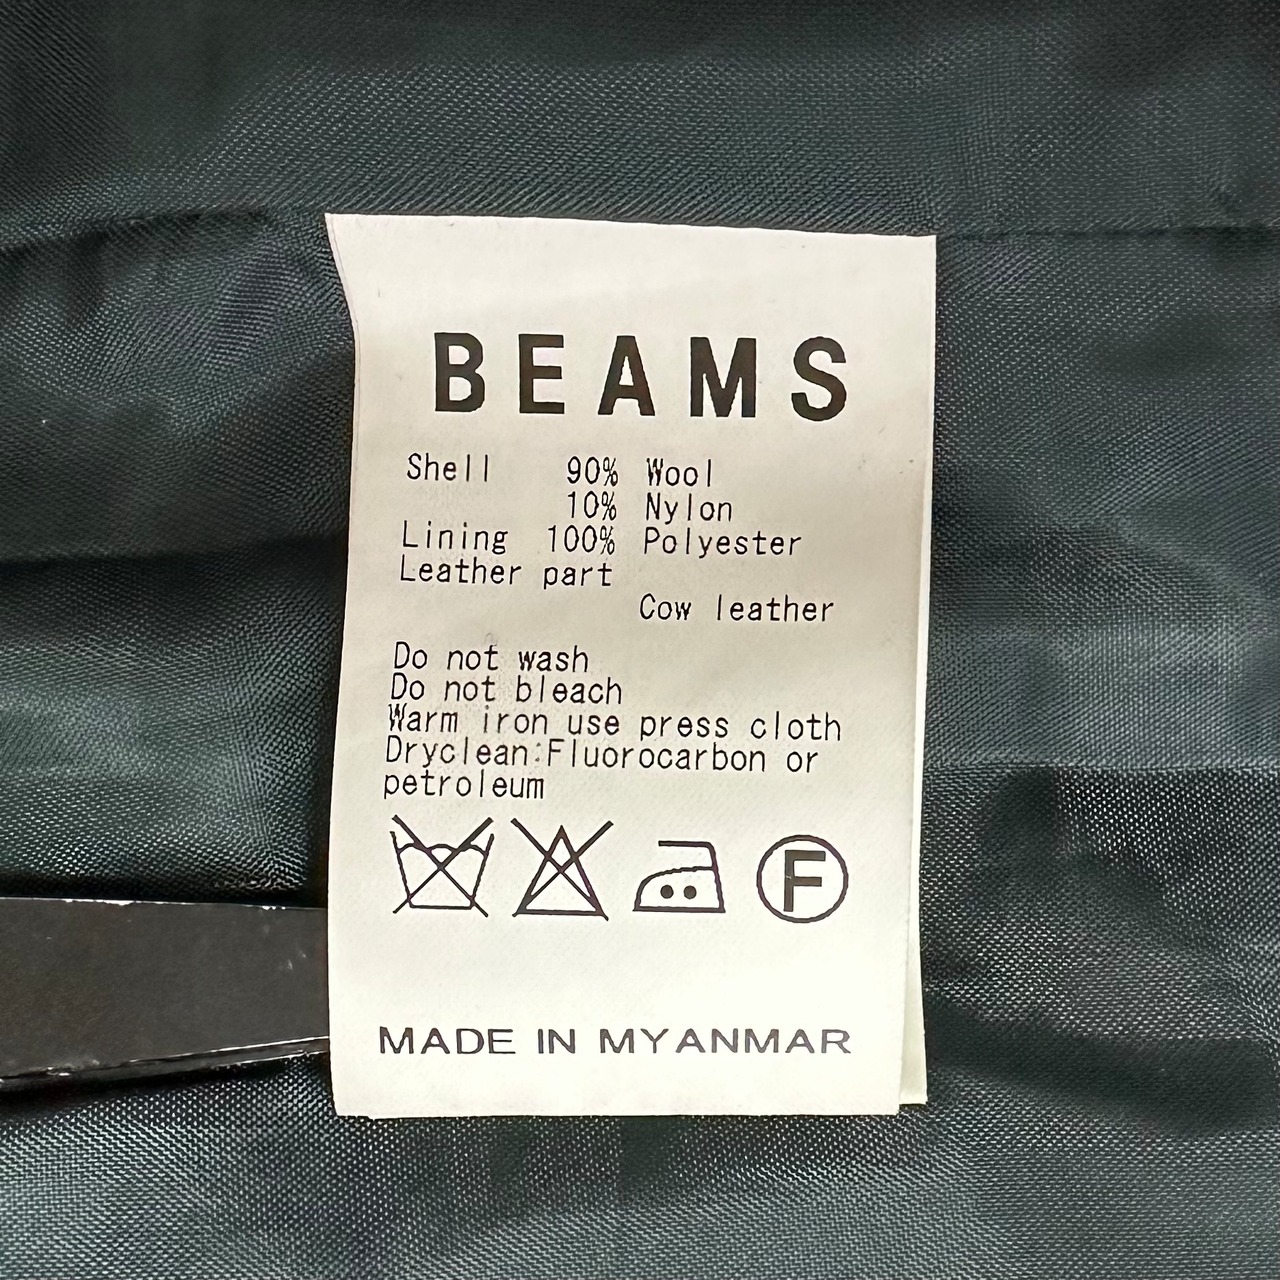 BEAMS
Shell 90% Wool
10% Nylon
Lining 100% Polyester
Leather part
Cow leather
Do not wash
Do not bleach
Warm iron use press cloth
Dryclean:Fluorocarbon or
petroleum
F
MADE IN MYANMAR